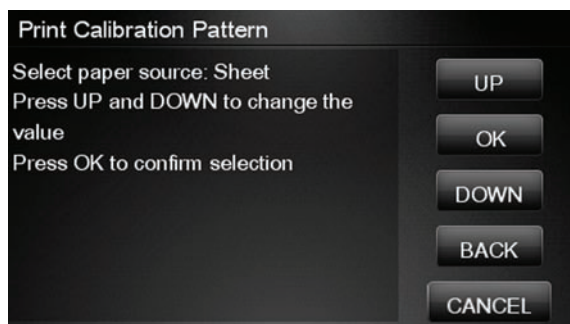 Print Calibration Pattern
Select paper source: Sheet
Press UP and DOWN to change the
value
Press OK to confirm selection
UP
OK
DOWN
BACK
CANCEL